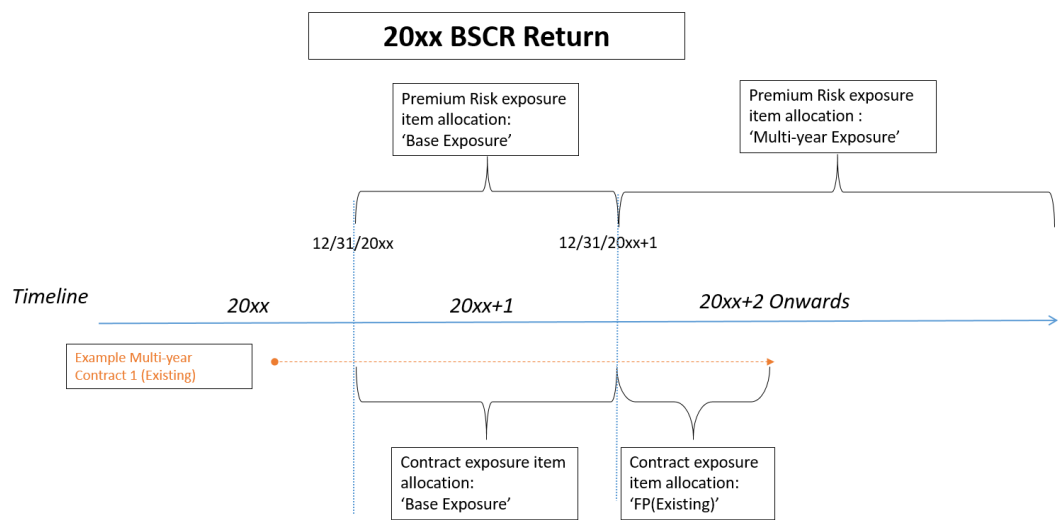 20xx BSCR Return
Premium Risk exposure
item allocation:
‘Base Exposure’
Premium Risk exposure
item allocation :
‘Multi-year Exposure’
12/31/20xx
12/31/20xx+1
Timeline
20xx
20xx+1
20xx+2 Onwards
Example Multi-year
Contract 1 (Existing)
Contract exposure item
allocation:
‘Base Exposure’
Contract exposure
item allocation:
‘FP(Existing)’